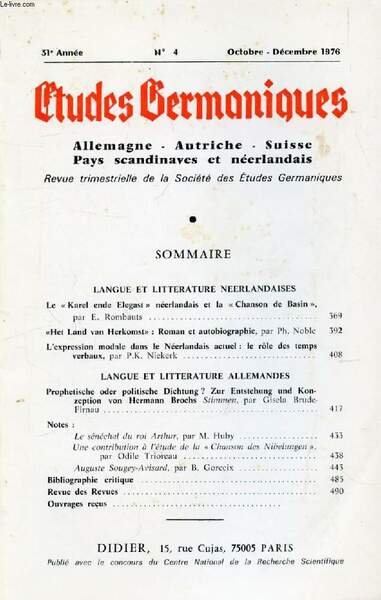 Le-livre.com
31e Année N° 4 Octobre - Décembre 1976
Etudes Germaniques
Allemagne - Autriche - Suisse
Pays scandinaves et néerlandais
Revue trimestrielle de la Société des Études Germaniques
SOMMAIRE
LANGUE ET LITTERATURE NEERLANDAISES
Le « Karel ende Elegast » néerlandais et la « Chanson de Basin »,
par E. Rombauts 369
«Het Land van Herkomst» : Roman et autobiographie, par Ph. Noble 392
L'expression modale dans le Néerlandais actuel : le rôle des temps
verbaux, par P.K. Niekerk 408
LANGUE ET LITTERATURE ALLEMANDES
Prophetische oder politische Dichtung ? Zur Entstehung und Kon-
zeption von Hermann Brochs Stimmen, par Gisela Brude-
Firnau 417
Notes :
Le sénéchal du roi Arthur, par M. Huby 433
Une contribution à l'étude de la « Chanson des Nibelungen »,
par Odile Trioreau 438
Auguste Sougey-Avisard, par B. Gorceix 443
Bibliographie critique 485
Revue des Revues 490
Ouvrages reçus
DIDIER, 15, rue Cujas, 75005 PARIS
Publié avec le concours du Centre National de la Recherche Scientifique